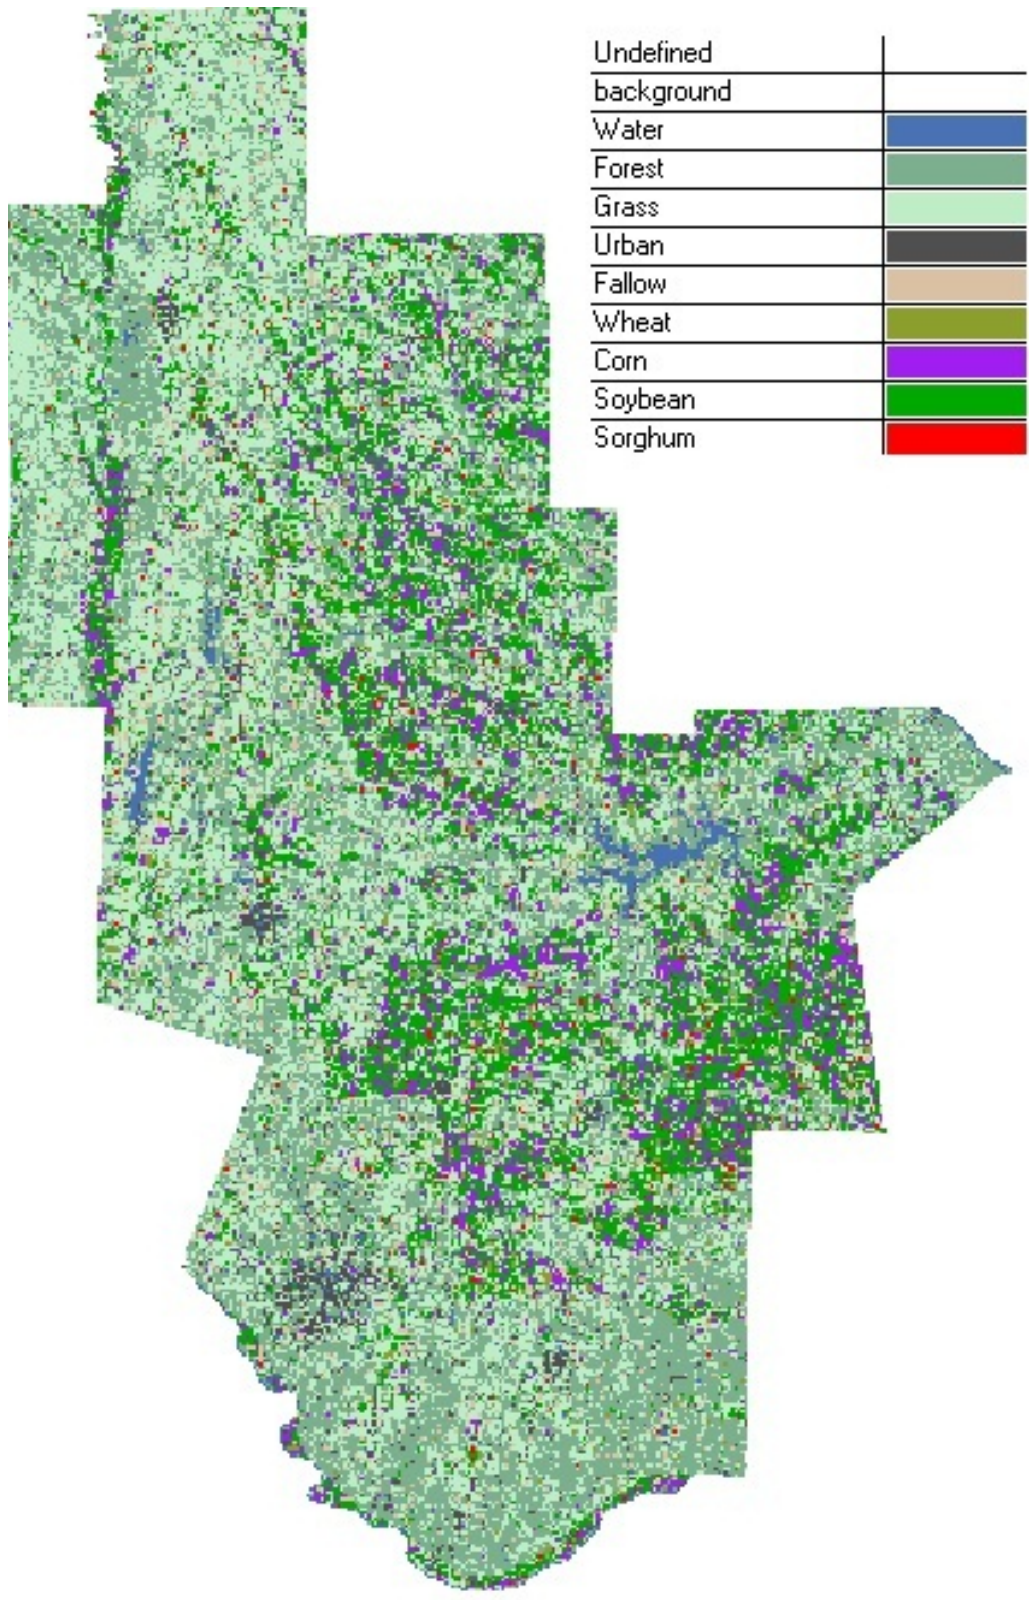 Undefined
background
Water
Forest
Grass
Urban
Fallow
Wheat
Corn
Soybean
Sorghum